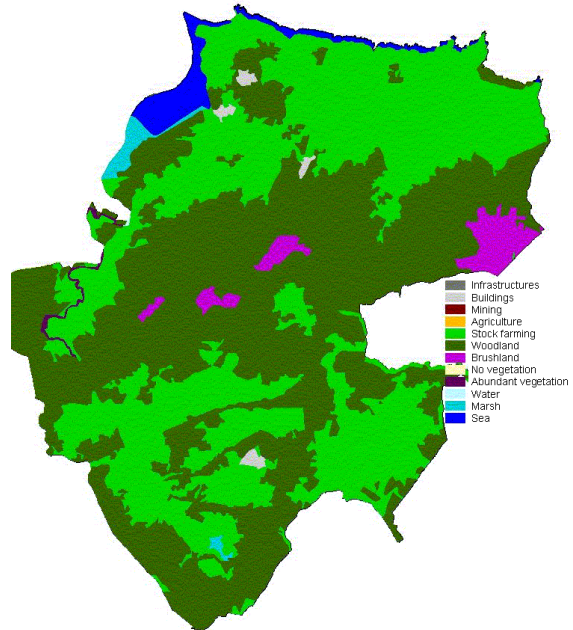 Infrastructures
Buildings
Mining
Agriculture
Stock farming
Woodland
Brushland
No vegetation
Abundant vegetation
Water
Marsh
Sea